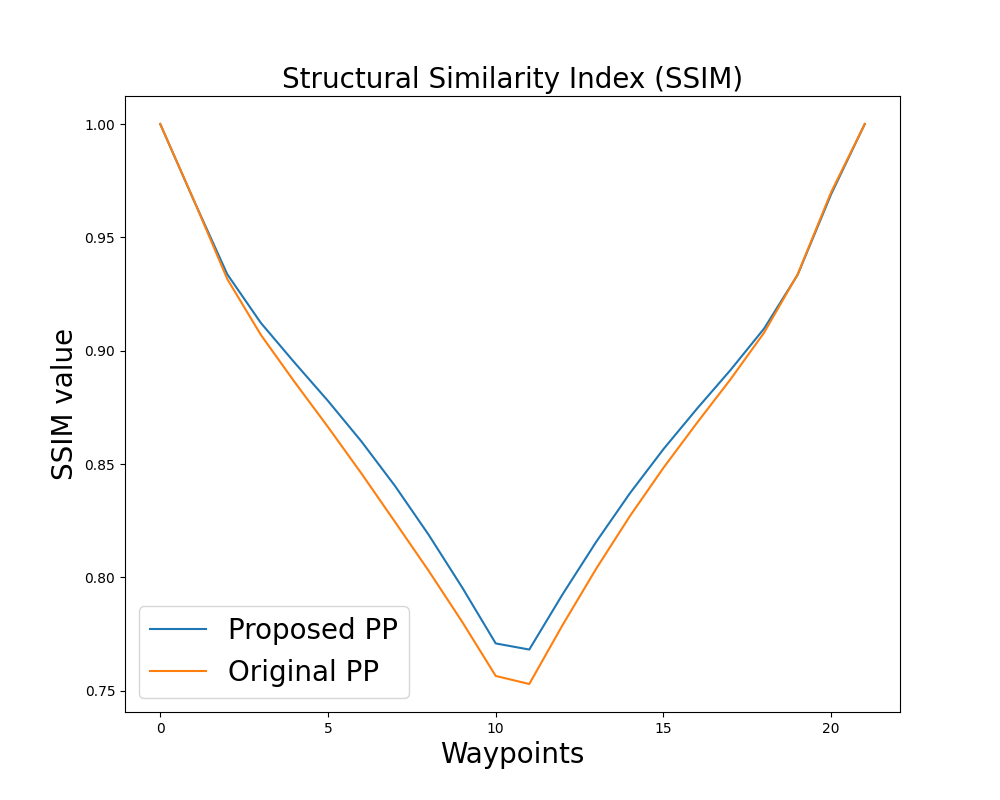 Structural Similarity Index (SSIM)
1.00
0.95
0.90
0.85
0.80
0.75
SSIM value
Proposed PP
Original PP
0 5 10 15 20
Waypoints